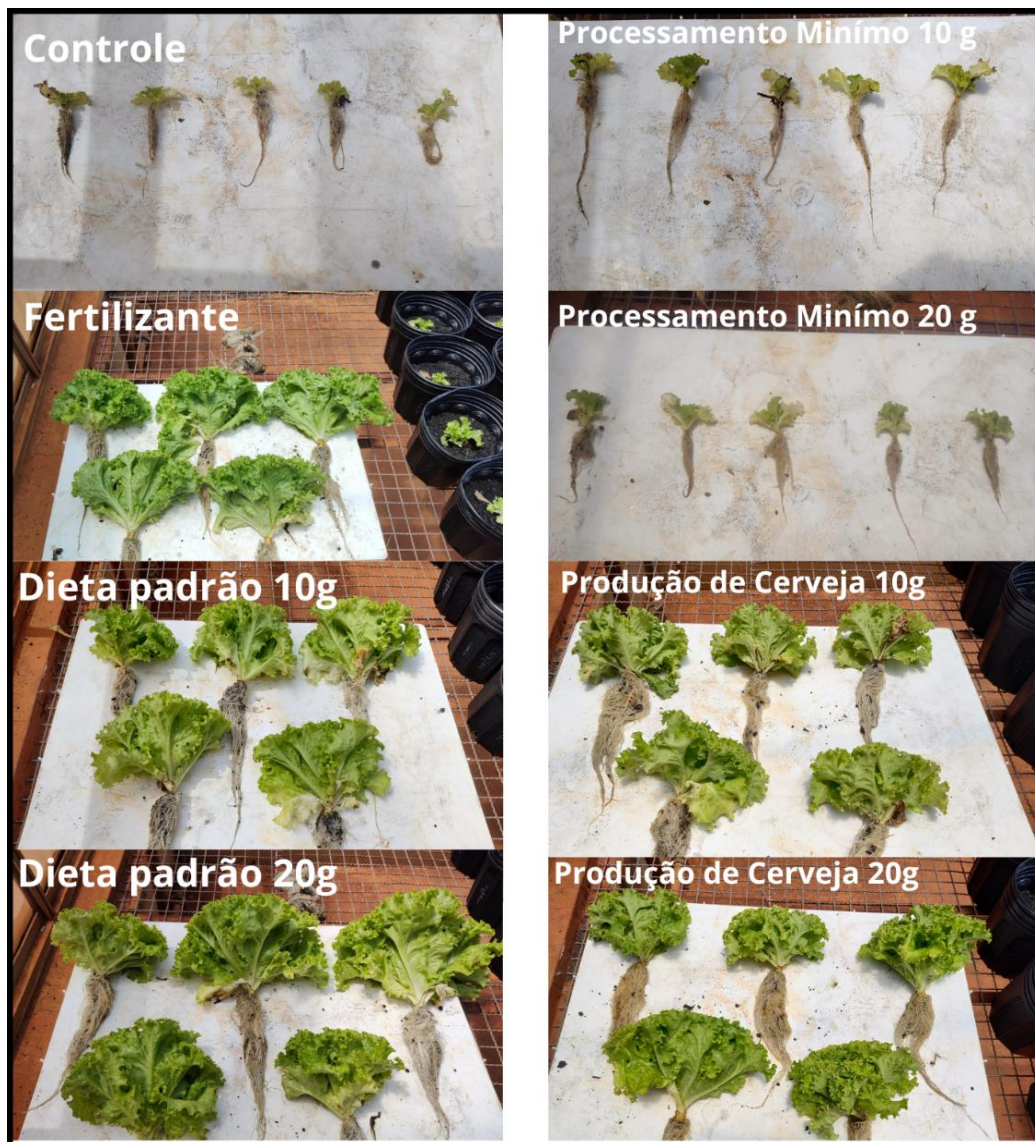 Controle
Processamento Minímo 10 g
Fertilizante
Processamento Minímo 20 g
Dieta padrão 10g
Produção de Cerveja 10g
Dieta padrão 20g
Produção de Cerveja 20g